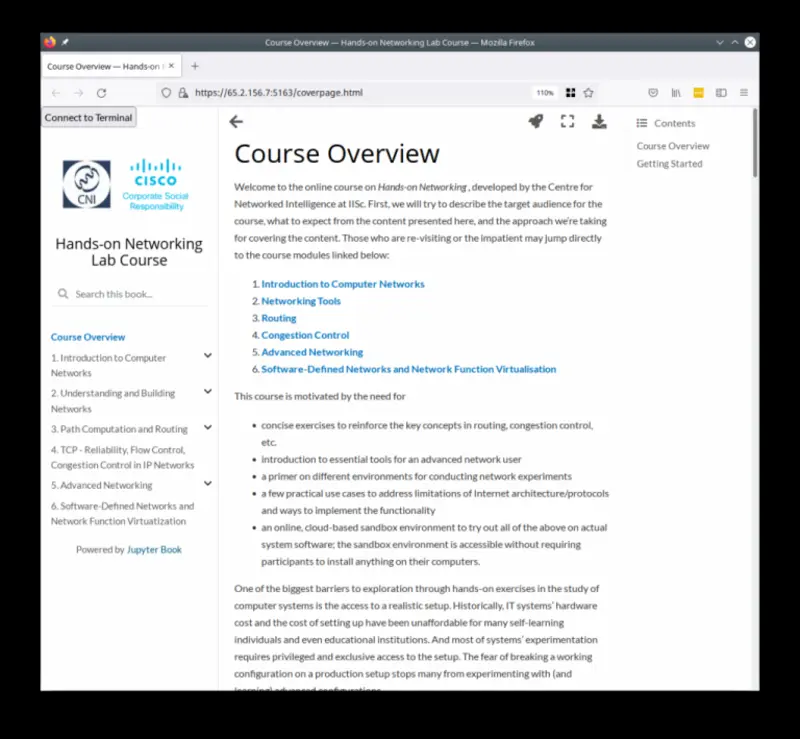 Course Overview — Hands-on Networking Lab Course — Mozilla Firefox
Course Overview — Hands-on
https://65.2.156.7:5163/coverpage.html
110%
Connect to Terminal
CNI
CISCO
Corporate Social
Responsibility
Hands-on Networking
Lab Course
Search this book...
Course Overview
1. Introduction to Computer
Networks
2. Understanding and Building
Networks
3. Path Computation and Routing
4. TCP - Reliability, Flow Control,
Congestion Control in IP Networks
5. Advanced Networking
6. Software-Defined Networks and
Network Function Virtualization
Powered by Jupyter Book
Course Overview
Welcome to the online course on Hands-on Networking, developed by the Centre for
Networked Intelligence at IISc. First, we will try to describe the target audience for the
course, what to expect from the content presented here, and the approach we're taking
for covering the content. Those who are re-visiting or the impatient may jump directly
to the course modules linked below:
1. Introduction to Computer Networks
2. Networking Tools
3. Routing
4. Congestion Control
5. Advanced Networking
6. Software-Defined Networks and Network Function Virtualisation
This course is motivated by the need for
• concise exercises to reinforce the key concepts in routing, congestion control,
etc.
• introduction to essential tools for an advanced network user
• a primer on different environments for conducting network experiments
• a few practical use cases to address limitations of Internet architecture/protocols
and ways to implement the functionality
• an online, cloud-based sandbox environment to try out all of the above on actual
system software; the sandbox environment is accessible without requiring
participants to install anything on their computers.
One of the biggest barriers to exploration through hands-on exercises in the study of
computer systems is the access to a realistic setup. Historically, IT systems' hardware
cost and the cost of setting up have been unaffordable for many self-learning
individuals and even educational institutions. And most of systems' experimentation
requires privileged and exclusive access to the setup. The fear of breaking a working
configuration on a production setup stops many from experimenting with (and
learning) advanced configurations.
Contents
Course Overview
Getting Started